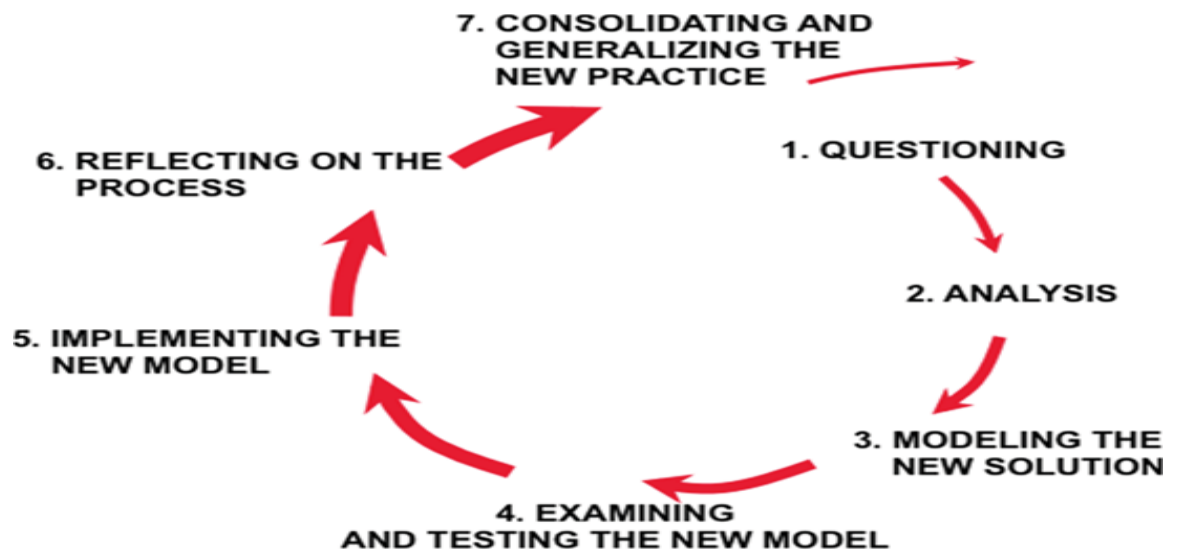 7. CONSOLIDATING AND
GENERALIZING THE
NEW PRACTICE
1. QUESTIONING
2. ANALYSIS
3. MODELING THE
NEW SOLUTION
4. EXAMINING
AND TESTING THE NEW MODEL
5. IMPLEMENTING THE
NEW MODEL
6. REFLECTING ON THE
PROCESS